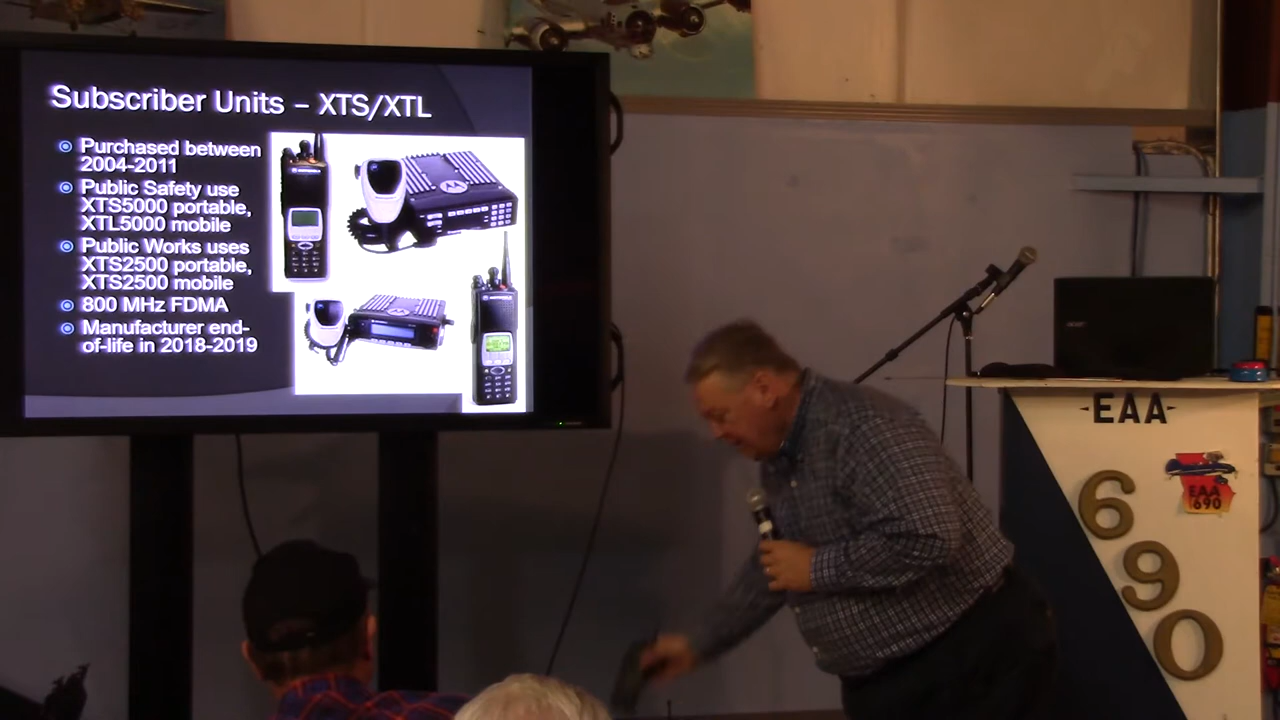 Subscriber Units – XTS/XTL
Purchased between
2004-2011
Public Safety use
XTS5000 portable,
XTL5000 mobile
Public Works uses
XTS2500 portable,
XTS2500 mobile
800 MHz FDMA
Manufacturer end-
of-life in 2018-2019
acer
EAA
690
EAA
690